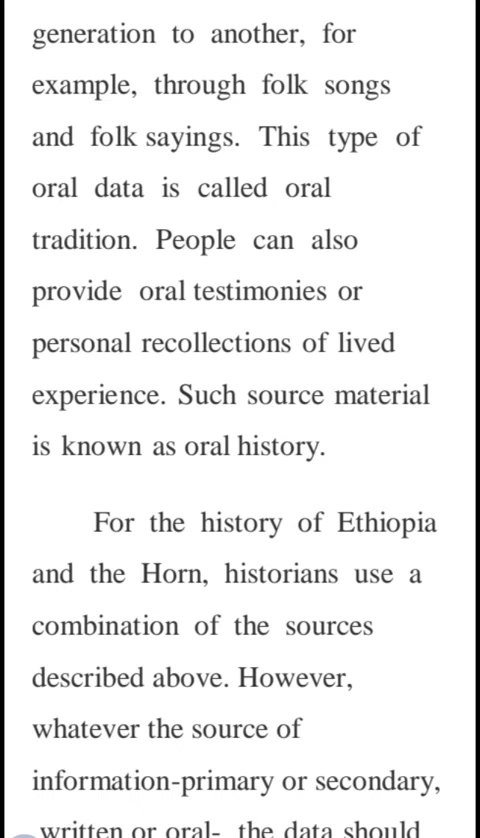 generation to another, for
example, through folk songs
and folk sayings. This type of
oral data is called oral
tradition. People can also
provide oral testimonies or
personal recollections of lived
experience. Such source material
is known as oral history.
For the history of Ethiopia
and the Horn, historians use a
combination of the sources
described above. However,
whatever the source of
information-primary or secondary,
written or oral- the data should